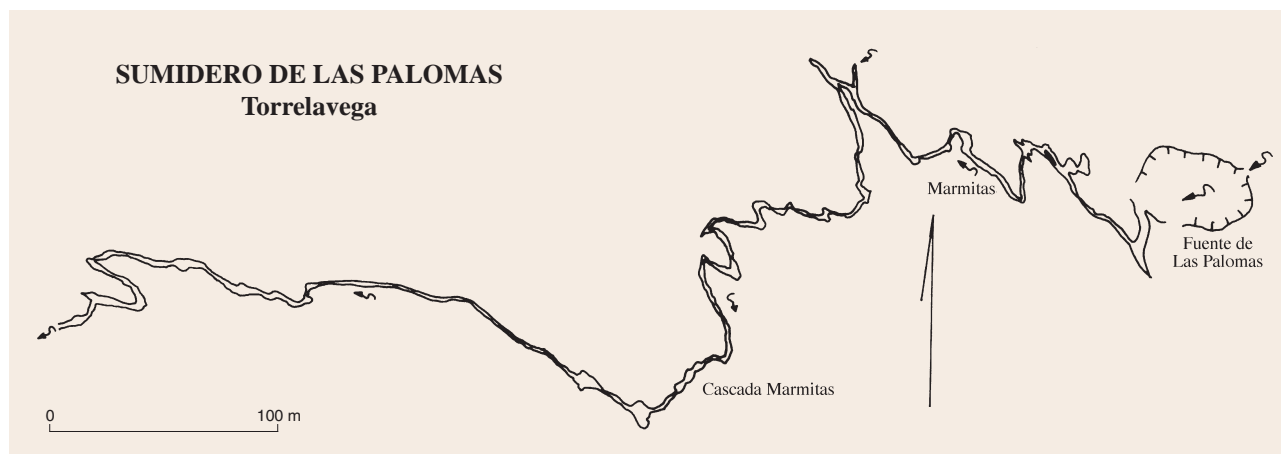 SUMIDERO DE LAS PALOMAS
Torrelavega
Marmitas
Fuente de
Las Palomas
Cascada Marmitas
0 100 m